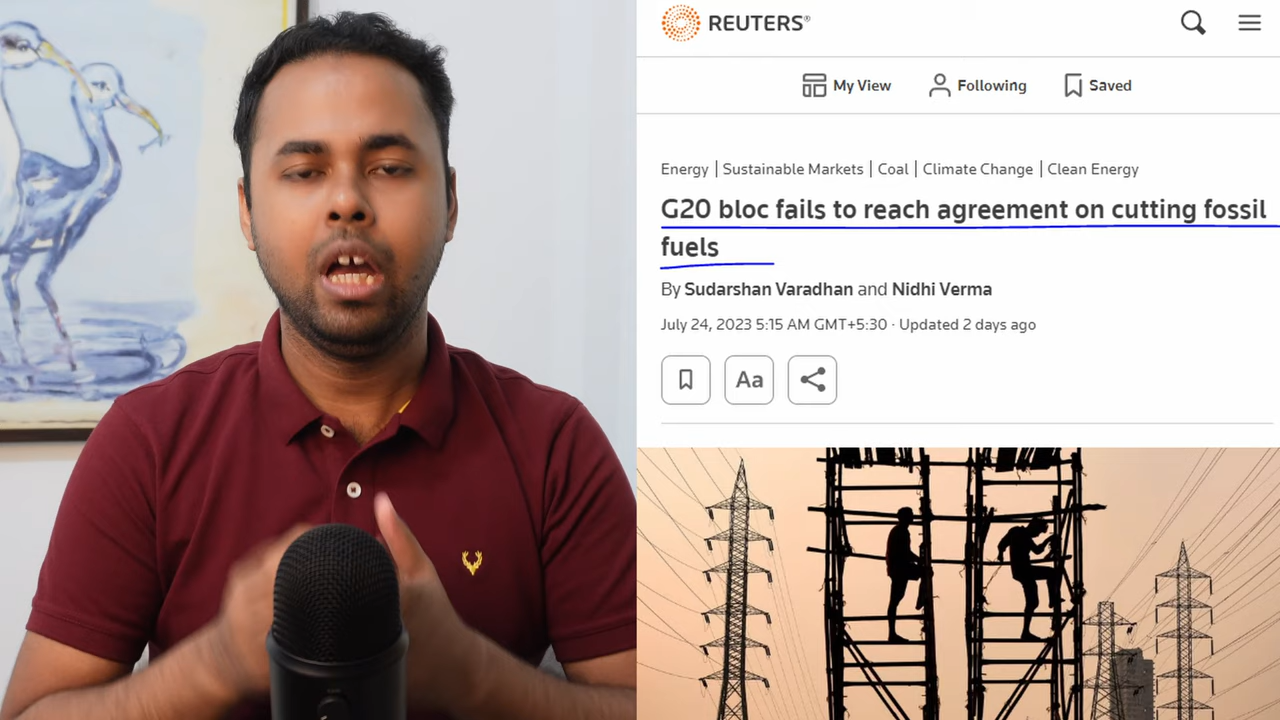 REUTERS®
My View
Following
Saved
Energy | Sustainable Markets | Coal | Climate Change | Clean Energy
G20 bloc fails to reach agreement on cutting fossil
fuels
By Sudarshan Varadhan and Nidhi Verma
July 24, 2023 5:15 AM GMT+5:30 · Updated 2 days ago
Aa